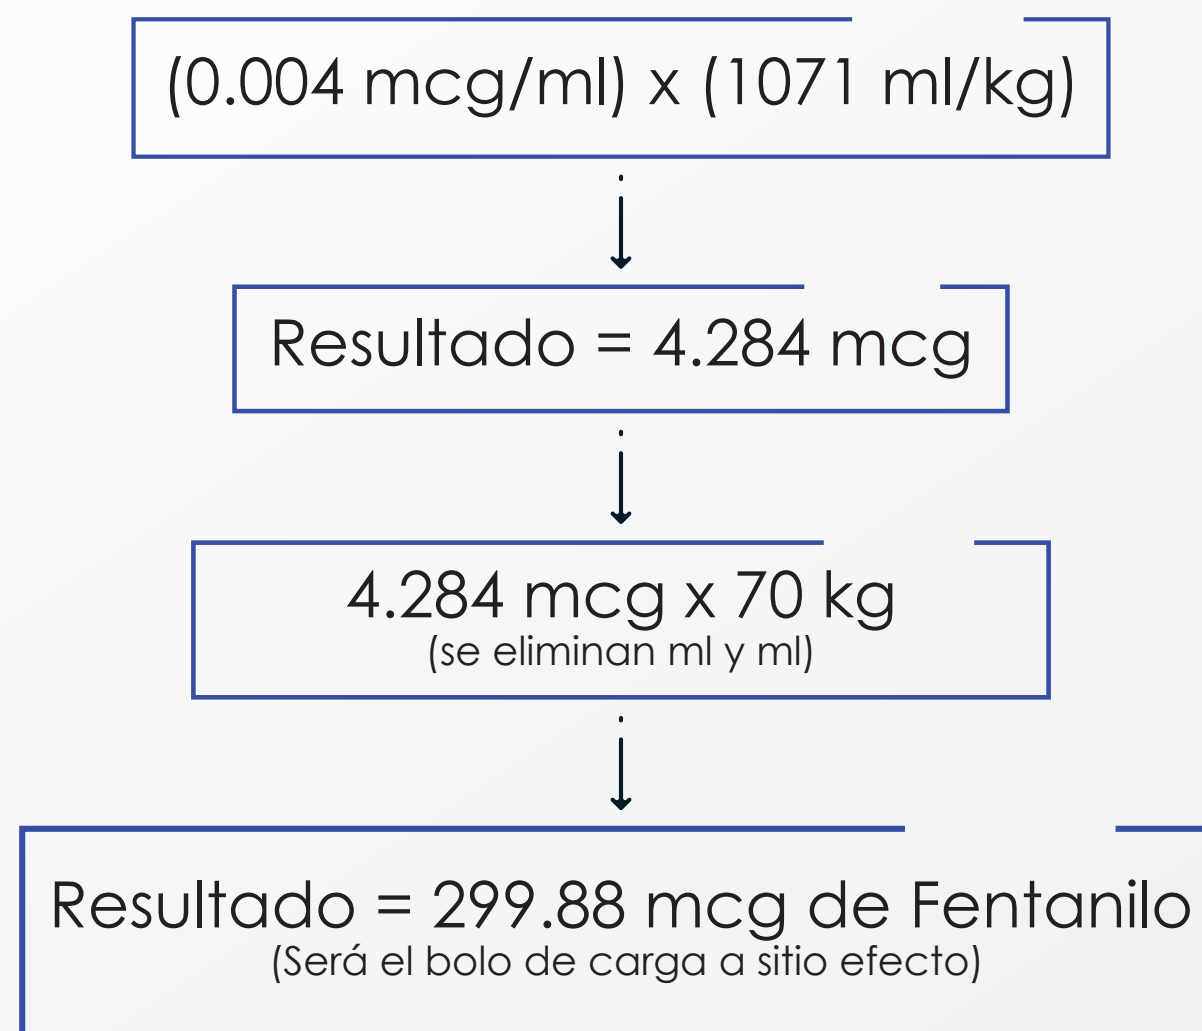 (0.004 mcg/ml) x (1071 ml/kg)
Resultado = 4.284 mcg
4.284 mcg x 70 kg
(se eliminan ml y ml)
Resultado = 299.88 mcg de Fentanilo
(Será el bolo de carga a sitio efecto)